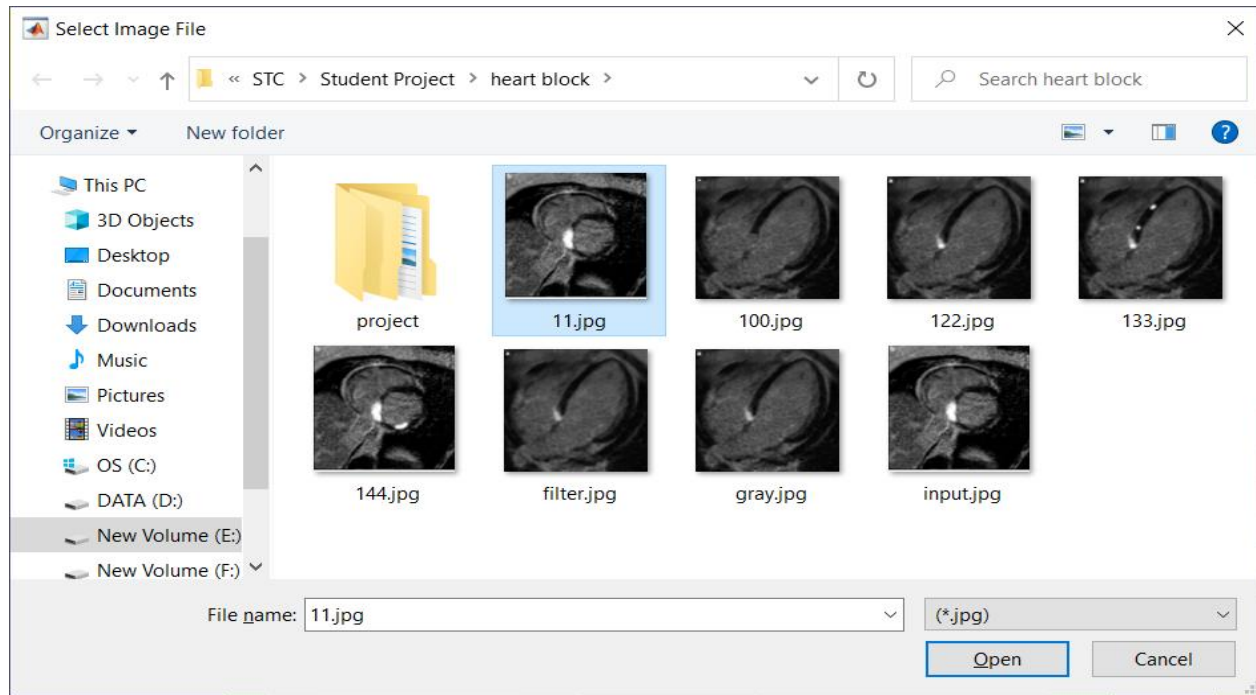 Select Image File
« STC > Student Project > heart block >
Search heart block
Organize
New folder
?
This PC
3D Objects
Desktop
Documents
Downloads
Music
Pictures
Videos
OS (C:)
DATA (D:)
New Volume (E:)
New Volume (F:)
project
11.jpg
100.jpg
122.jpg
133.jpg
144.jpg
filter.jpg
gray.jpg
input.jpg
File name: 11.jpg
(*.jpg)
Open
Cancel